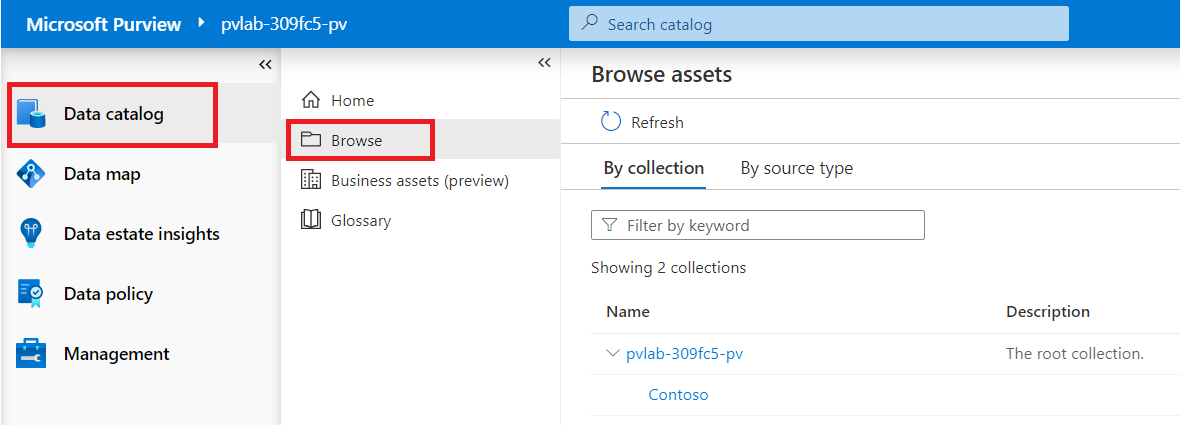 Microsoft Purview pvlab-309fc5-pv
Search catalog
Data catalog
Data map
Data estate insights
Data policy
Management
Home
Browse
Business assets (preview)
Glossary
Browse assets
Refresh
By collection By source type
Filter by keyword
Showing 2 collections
Name Description
pvlab-309fc5-pv The root collection.
Contoso